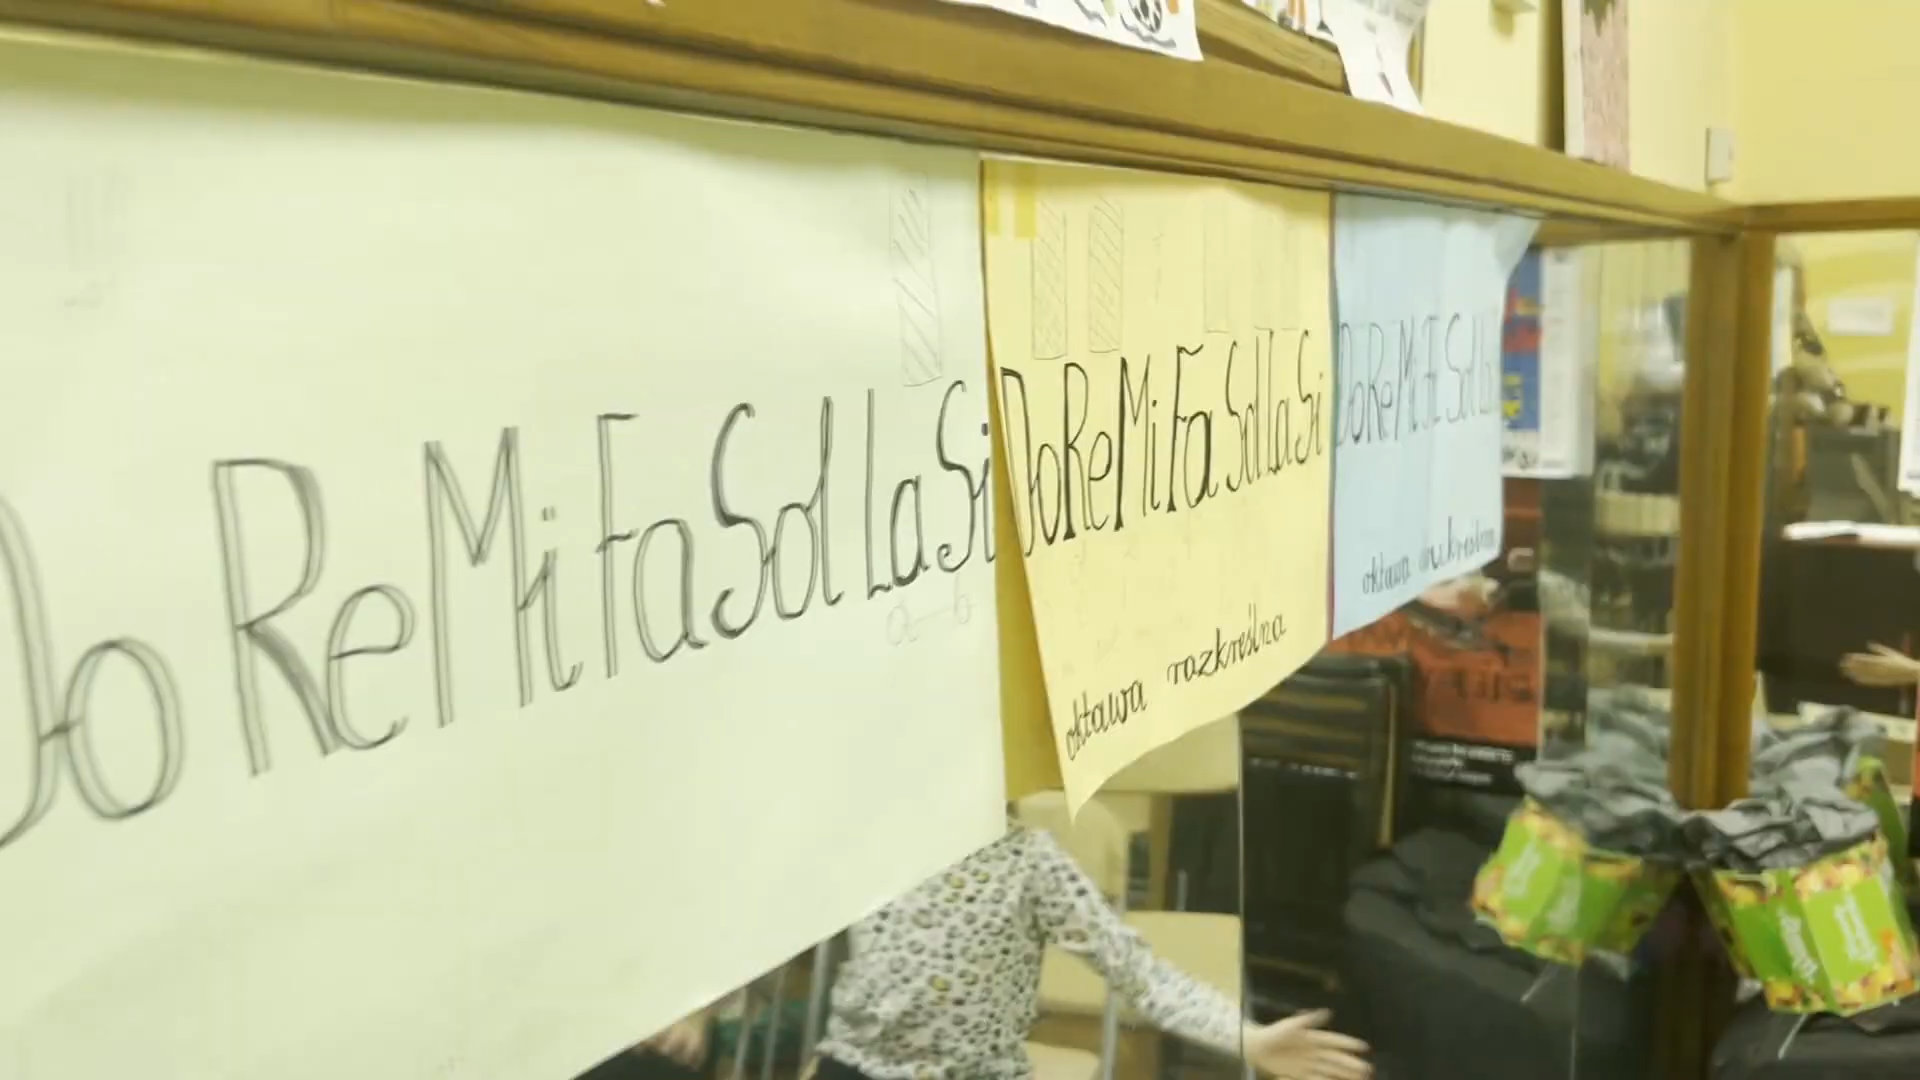 Do Re Mi Fa Sol La Si
Do Re Mi Fa Sol La Si
oktawa razkreślna
Do Re Mi Fa Sol La
oktawa